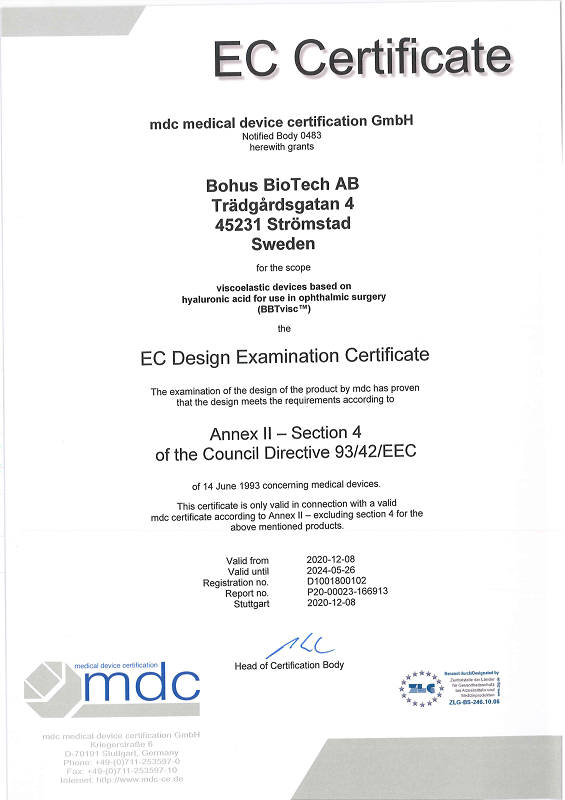 EC Certificate
mdc medical device certification GmbH
Notified Body 0483
herewith grants
Bohus BioTech AB
Trädgårdsgatan 4
45231 Strömstad
Sweden
for the scope
viscoelastic devices based on
hyaluronic acid for use in ophthalmic surgery
(BBTvisc™)
the
EC Design Examination Certificate
The examination of the design of the product by mdc has proven
that the design meets the requirements according to
Annex II – Section 4
of the Council Directive 93/42/EEC
of 14 June 1993 concerning medical devices.
This certificate is only valid in connection with a valid
mdc certificate according to Annex II – excluding section 4 for the
above mentioned products.
Valid from 2020-12-08
Valid until 2024-05-26
Registration no. D1001800102
Report no. P20-00023-166913
Stuttgart 2020-12-08
Head of Certification Body
medical device certification
mdc
mdc medical device certification GmbH
Kriegerstraße 6
D-70191 Stuttgart, Germany
Phone: +49-(0)711-253597-0
Fax: +49-(0)711-253597-10
Internet: http://www.mdc-ce.de
ZLG
Benannt durch/Designated by
Zentralstelle der Länder
für Gesundheitsschutz
bei Arzneimitteln und
Medizinprodukten
ZLG-BS-246.10.06